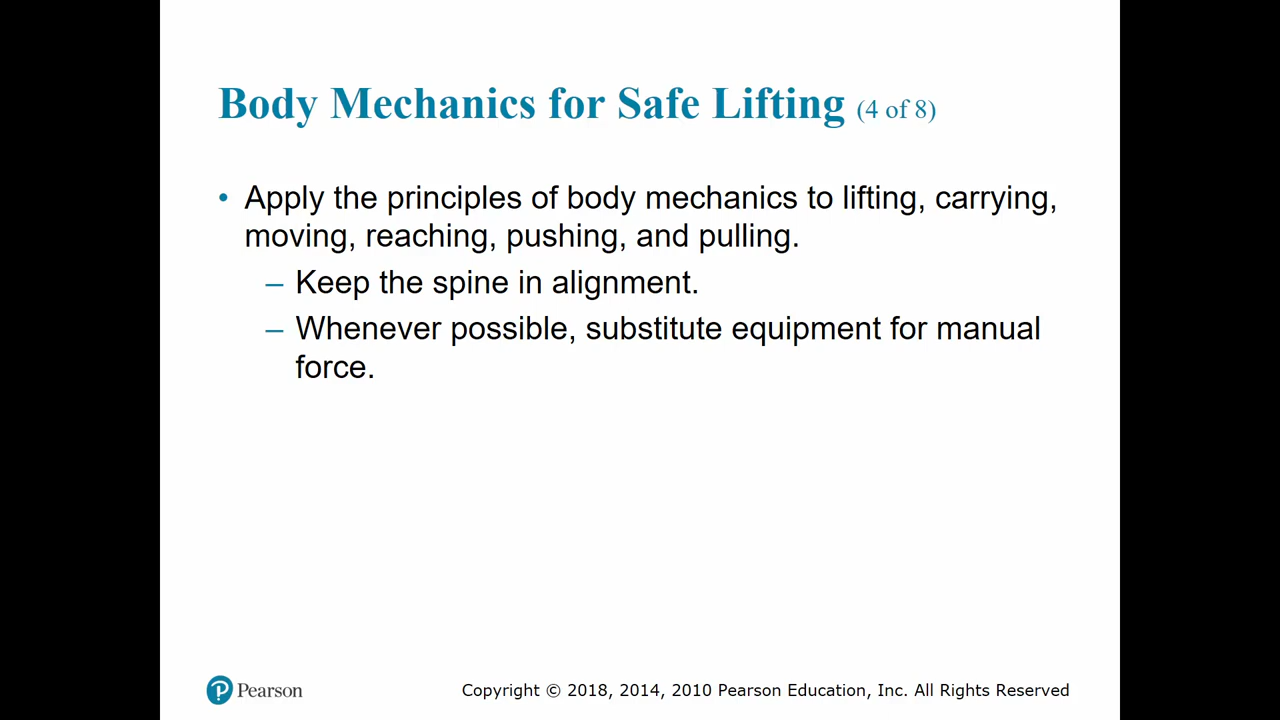 Body Mechanics for Safe Lifting (4 of 8)
• Apply the principles of body mechanics to lifting, carrying,
moving, reaching, pushing, and pulling.
– Keep the spine in alignment.
– Whenever possible, substitute equipment for manual
force.
Pearson
Copyright © 2018, 2014, 2010 Pearson Education, Inc. All Rights Reserved